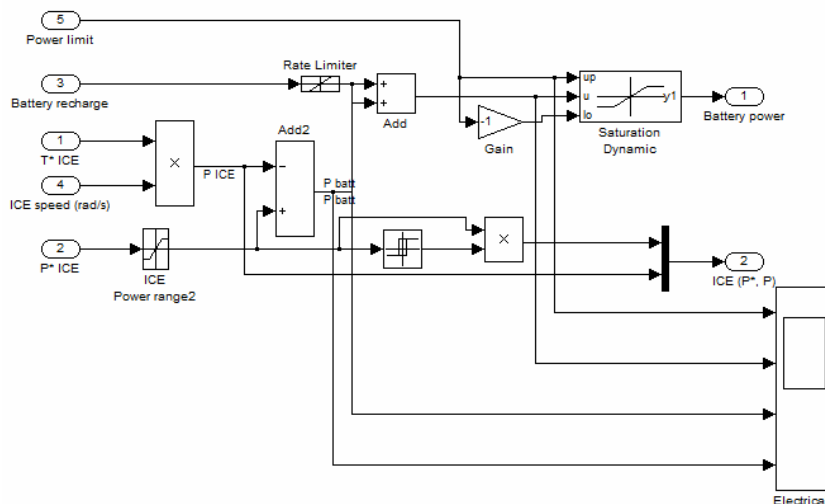 5
Power limit
Rate Limiter
3
Battery recharge
+
+
Add
up
u
lo
y1
Saturation
Dynamic
1
Battery power
-1
Gain
1
T* ICE
×
P ICE
4
ICE speed (rad/s)
Add2
−
+
P batt
P batt
2
P* ICE
ICE
Power range2
×
2
ICE (P*, P)
Electrica